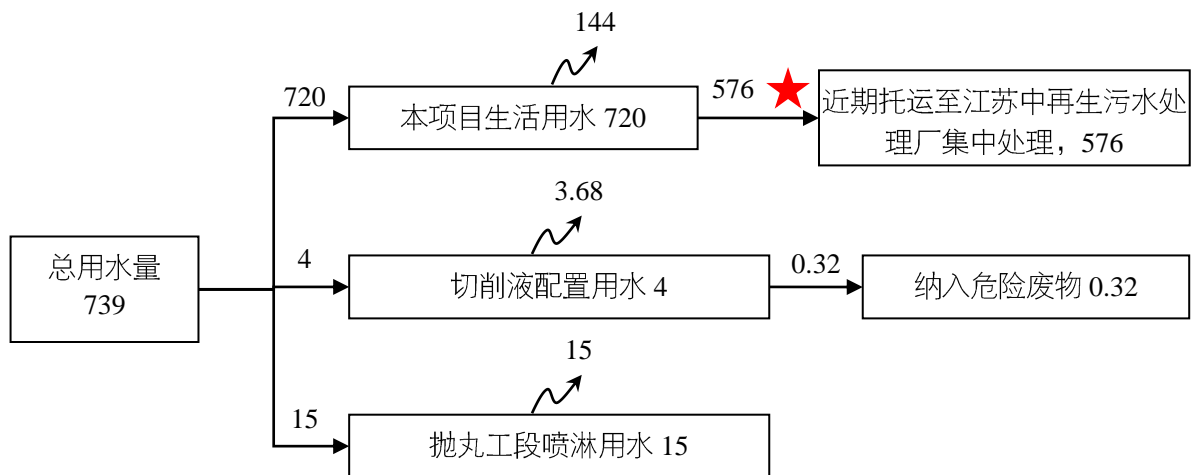 144
720
本项目生活用水 720
576
近期托运至江苏中再生污水处
理厂集中处理，576
3.68
总用水量
739
4
切削液配置用水 4
0.32
纳入危险废物 0.32
15
15
抛丸工段喷淋用水 15